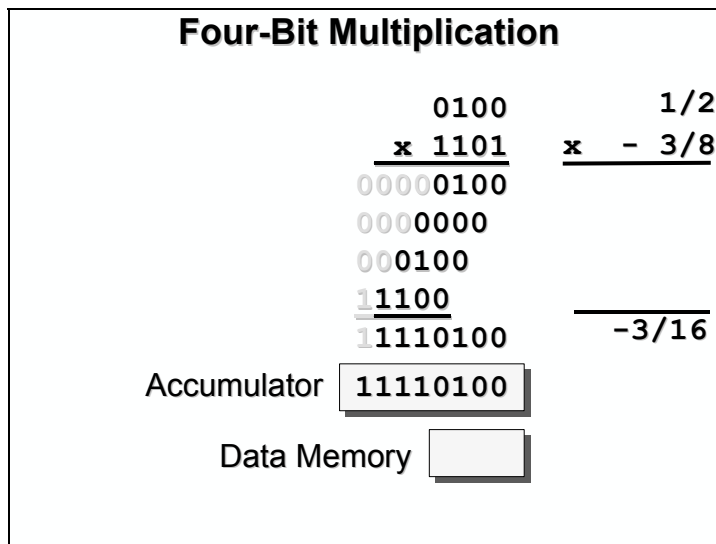 Four-Bit Multiplication
0100 1/2
x 1101 x - 3/8
00000100
0000000
000100
11100
11110100 -3/16
Accumulator 11110100
Data Memory